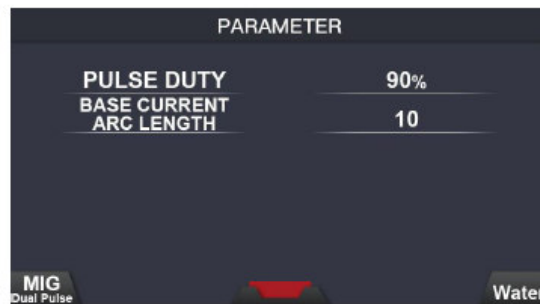 PARAMETER
PULSE DUTY 90%
BASE CURRENT
ARC LENGTH 10
MIG
Dual Pulse
Water